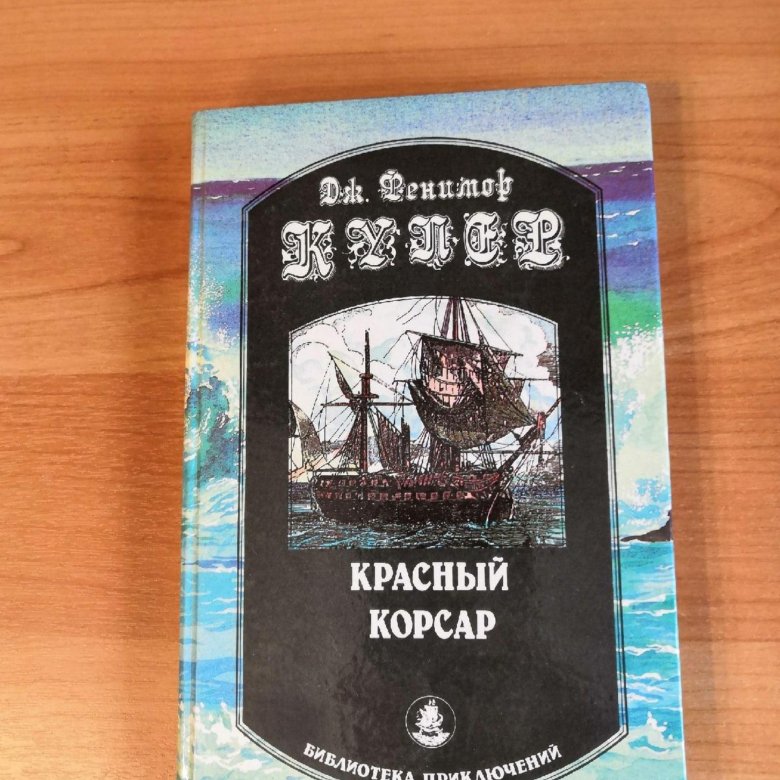 Дж. Фенимор
КУПЕР
КРАСНЫЙ
КОРСАР
БИБЛИОТЕКА ПРИКЛЮЧЕНИЙ